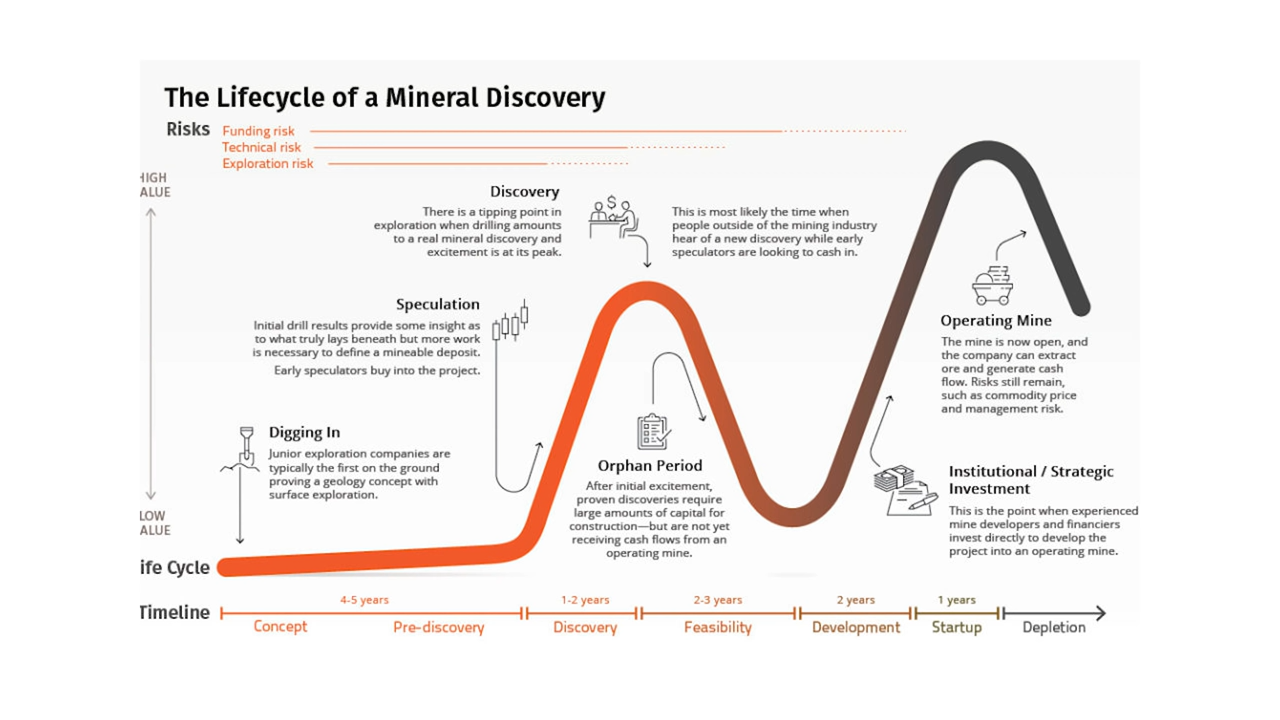 The Lifecycle of a Mineral Discovery
Risks
Funding risk
Technical risk
Exploration risk
HIGH
ALUE
Discovery
There is a tipping point in
exploration when drilling amounts
to a real mineral discovery and
excitement is at its peak.
$
This is most likely the time when
people outside of the mining industry
hear of a new discovery while early
speculators are looking to cash in.
Speculation
Initial drill results provide some insight as
to what truly lays beneath but more work
is necessary to define a mineable deposit.
Early speculators buy into the project.
Operating Mine
The mine is now open, and
the company can extract
ore and generate cash
flow. Risks still remain,
such as commodity price
and management risk.
Digging In
Junior exploration companies are
typically the first on the ground
proving a geology concept with
surface exploration.
Orphan Period
After initial excitement,
proven discoveries require
large amounts of capital for
construction—but are not yet
receiving cash flows from an
operating mine.
Institutional / Strategic
Investment
This is the point when experienced
mine developers and financiers
invest directly to develop the
project into an operating mine.
LOW
ALUE
ife Cycle
Timeline
4-5 years
1-2 years
2-3 years
2 years
1 years
Concept
Pre-discovery
Discovery
Feasibility
Development
Startup
Depletion